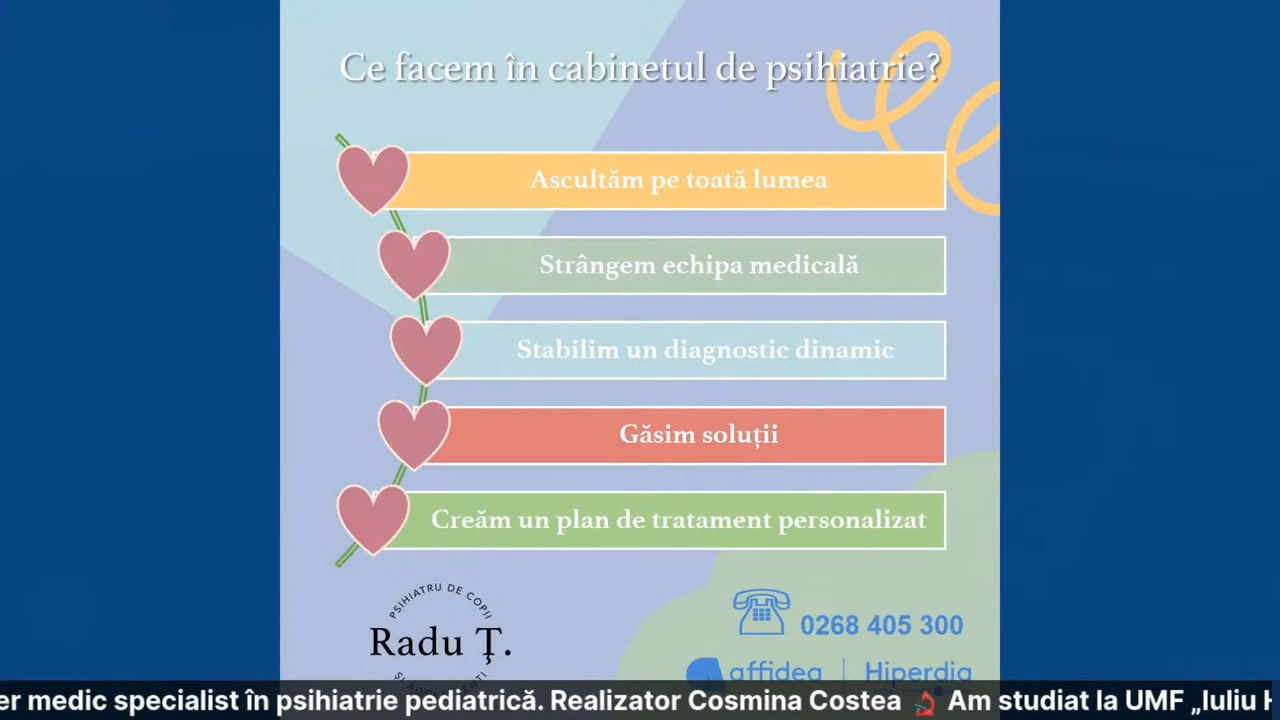 Ce facem în cabinetul de psihiatrie?
Ascultăm pe toată lumea
Strângem echipa medicală
Stabilim un diagnostic dinamic
Găsim soluții
Creăm un plan de tratament personalizat
PSIHIATRU DE COPII
Radu Ț.
0268 405 300
affidea | Hiperdia
er medic specialist în psihiatrie pediatrică. Realizator Cosmina Costea 🔬 Am studiat la UMF „Iuliu